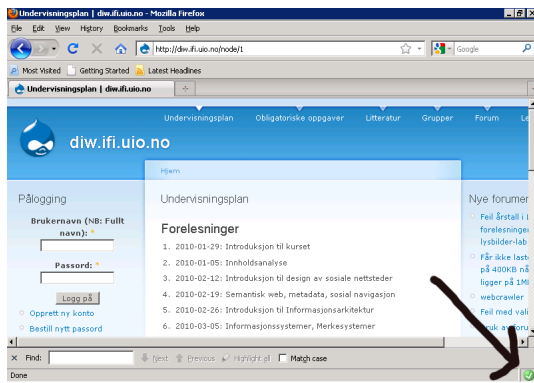 Undervisningsplan | diw.ifi.uio.no - Mozilla Firefox
File Edit View History Bookmarks Tools Help
http://diw.ifi.uio.no/node/1
Google
Most Visited Getting Started Latest Headlines
Undervisningsplan | diw.ifi.uio.no
Undervisningsplan Obligatoriske oppgaver Litteratur Grupper Forum Le
diw.ifi.uio.no
Hjem
Pålogging
Brukernavn (NB: Fullt
navn): *
Passord: *
Logg på
Opprett ny konto
Bestill nytt passord
Undervisningsplan
Forelesninger
1. 2010-01-29: Introduksjon til kurset
2. 2010-01-05: Innholdsanalyse
3. 2010-02-12: Introduksjon til design av sosiale nettsteder
4. 2010-02-19: Semantisk web, metadata, sosial navigasjon
5. 2010-02-26: Introduksjon til Informasjonsarkitektur
6. 2010-03-05: Informasjonssystemer, Merkesystemer
Nye forumer
Feil årstall i
forelesninger
lysbilder-lab
Får ikke laste
på 400KB nå
ligger på 1M
webcrawler
Feil med vali
bruk av foru
Find: Next Previous Highlight all Match case
Done